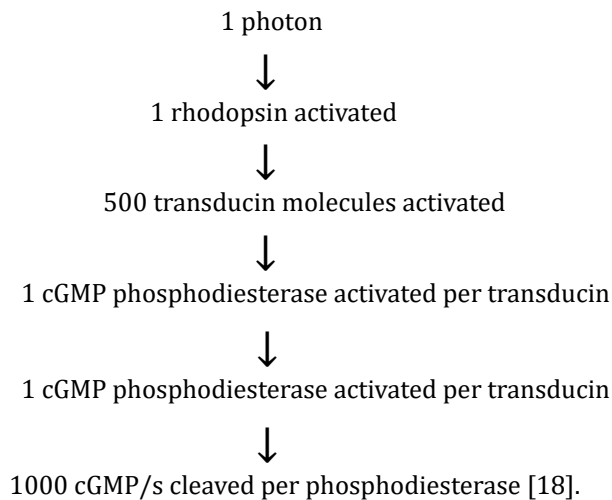 1 photon
↓
1 rhodopsin activated
↓
500 transducin molecules activated
↓
1 cGMP phosphodiesterase activated per transducin
↓
1 cGMP phosphodiesterase activated per transducin
↓
1000 cGMP/s cleaved per phosphodiesterase [18].